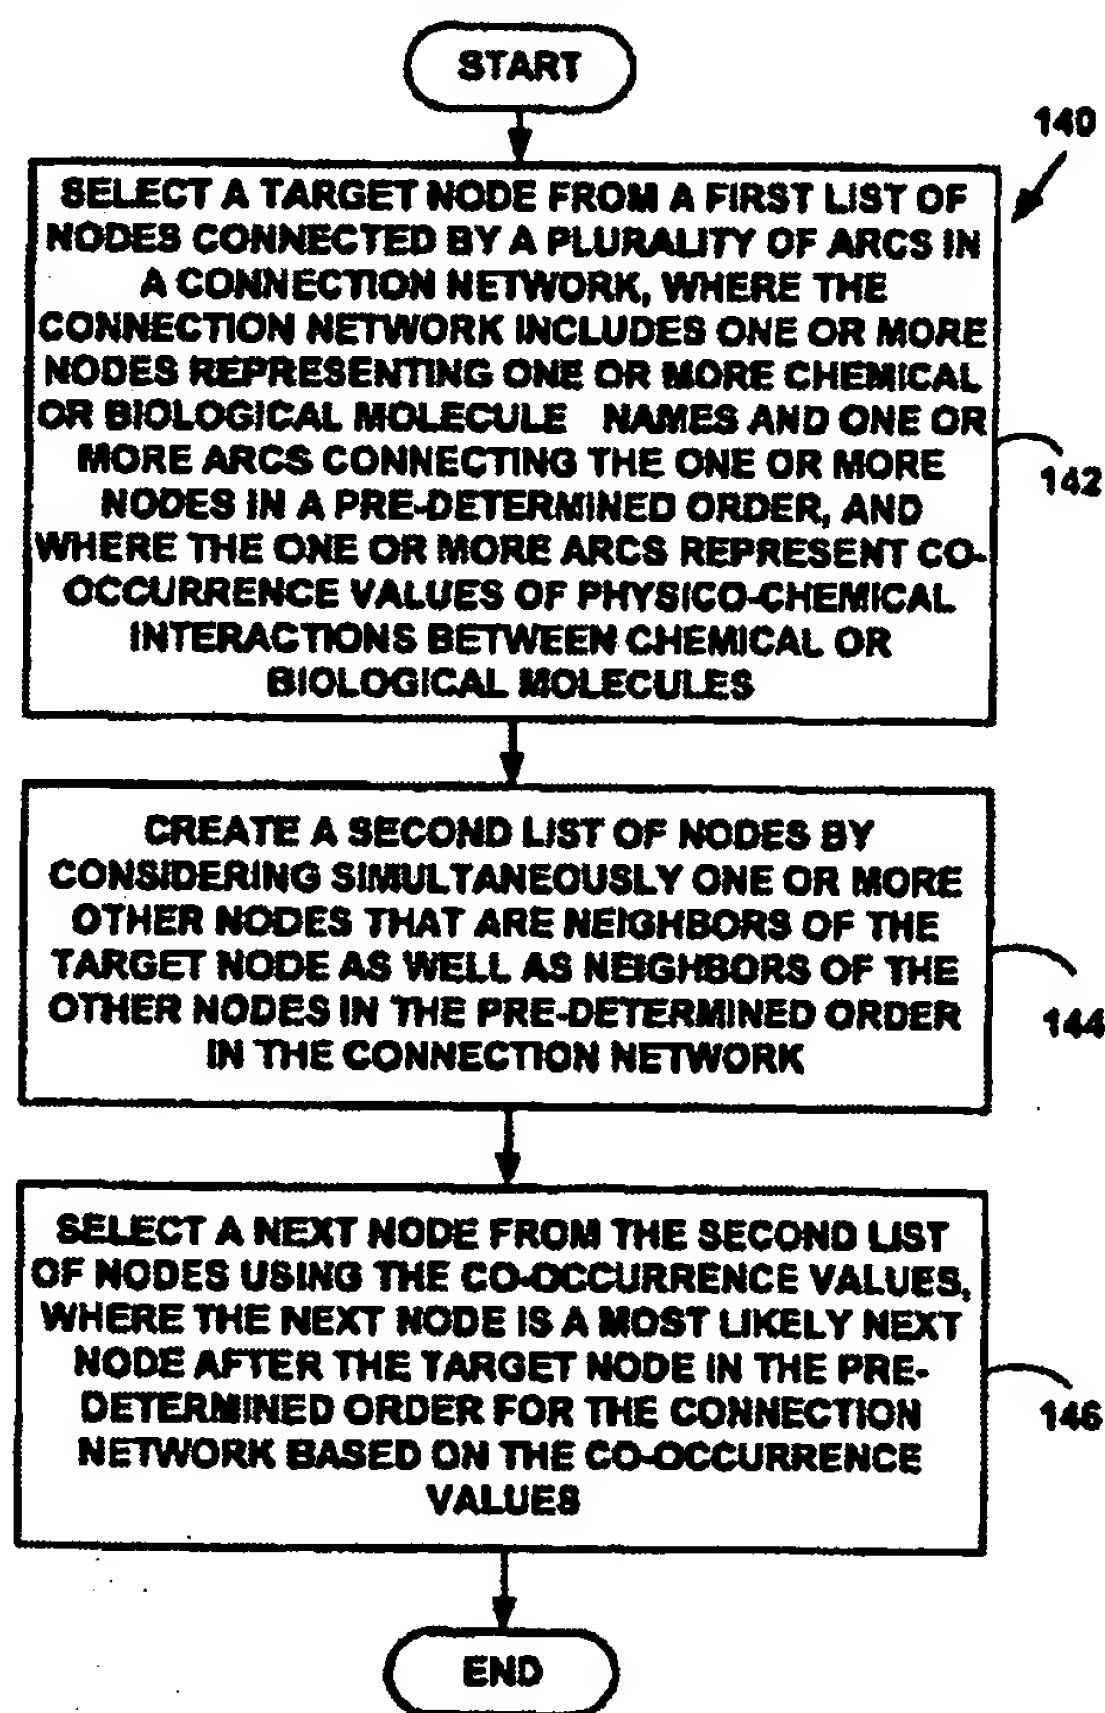 START
140
SELECT A TARGET NODE FROM A FIRST LIST OF
NODES CONNECTED BY A PLURALITY OF ARCS IN
A CONNECTION NETWORK, WHERE THE
CONNECTION NETWORK INCLUDES ONE OR MORE
NODES REPRESENTING ONE OR MORE CHEMICAL
OR BIOLOGICAL MOLECULE NAMES AND ONE OR
MORE ARCS CONNECTING THE ONE OR MORE
NODES IN A PRE-DETERMINED ORDER, AND
WHERE THE ONE OR MORE ARCS REPRESENT CO-
OCCURRENCE VALUES OF PHYSICO-CHEMICAL
INTERACTIONS BETWEEN CHEMICAL OR
BIOLOGICAL MOLECULES
142
CREATE A SECOND LIST OF NODES BY
CONSIDERING SIMULTANEOUSLY ONE OR MORE
OTHER NODES THAT ARE NEIGHBORS OF THE
TARGET NODE AS WELL AS NEIGHBORS OF THE
OTHER NODES IN THE PRE-DETERMINED ORDER
IN THE CONNECTION NETWORK
144
SELECT A NEXT NODE FROM THE SECOND LIST
OF NODES USING THE CO-OCCURRENCE VALUES,
WHERE THE NEXT NODE IS A MOST LIKELY NEXT
NODE AFTER THE TARGET NODE IN THE PRE-
DETERMINED ORDER FOR THE CONNECTION
NETWORK BASED ON THE CO-OCCURRENCE
VALUES
146
END